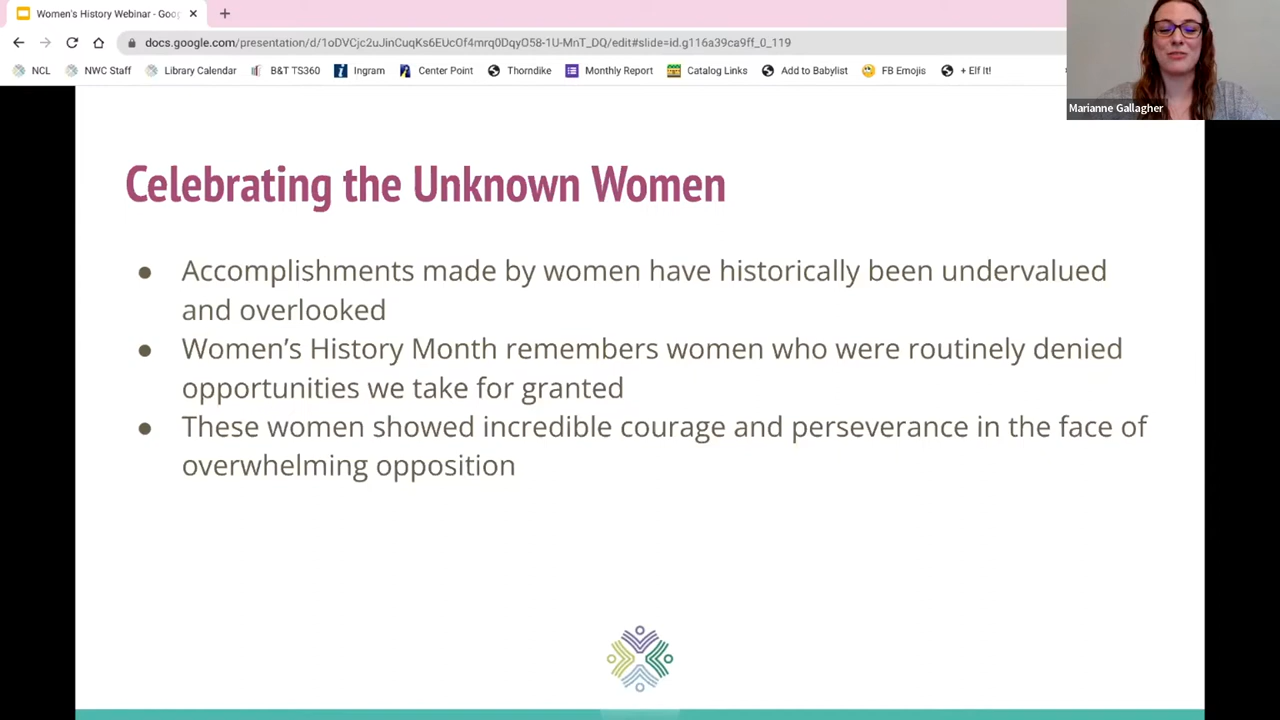 Women's History Webinar - Goo
docs.google.com/presentation/d/
/edit#slide=id.g116a39ca9ff_0_119
NCL
NWC Staff
Library Calendar
B&T TS360
Ingram
Center Point
Thorndike
Monthly Report
Catalog Links
Add to Babylist
FB Emojis
+ Elf It!
Marianne Gallagher
Celebrating the Unknown Women
● Accomplishments made by women have historically been undervalued
and overlooked
● Women's History Month remembers women who were routinely denied
opportunities we take for granted
● These women showed incredible courage and perseverance in the face of
overwhelming opposition